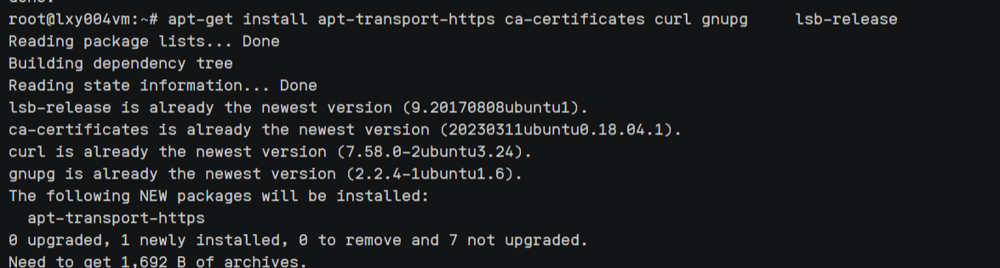 root@lxy004vm:~# apt-get install apt-transport-https ca-certificates curl gnupg     lsb-release
Reading package lists... Done
Building dependency tree
Reading state information... Done
lsb-release is already the newest version (9.20170808ubuntu1).
ca-certificates is already the newest version (20230311ubuntu0.18.04.1).
curl is already the newest version (7.58.0-2ubuntu3.24).
gnupg is already the newest version (2.2.4-1ubuntu1.6).
The following NEW packages will be installed:
  apt-transport-https
0 upgraded, 1 newly installed, 0 to remove and 7 not upgraded.
Need to get 1,692 B of archives.